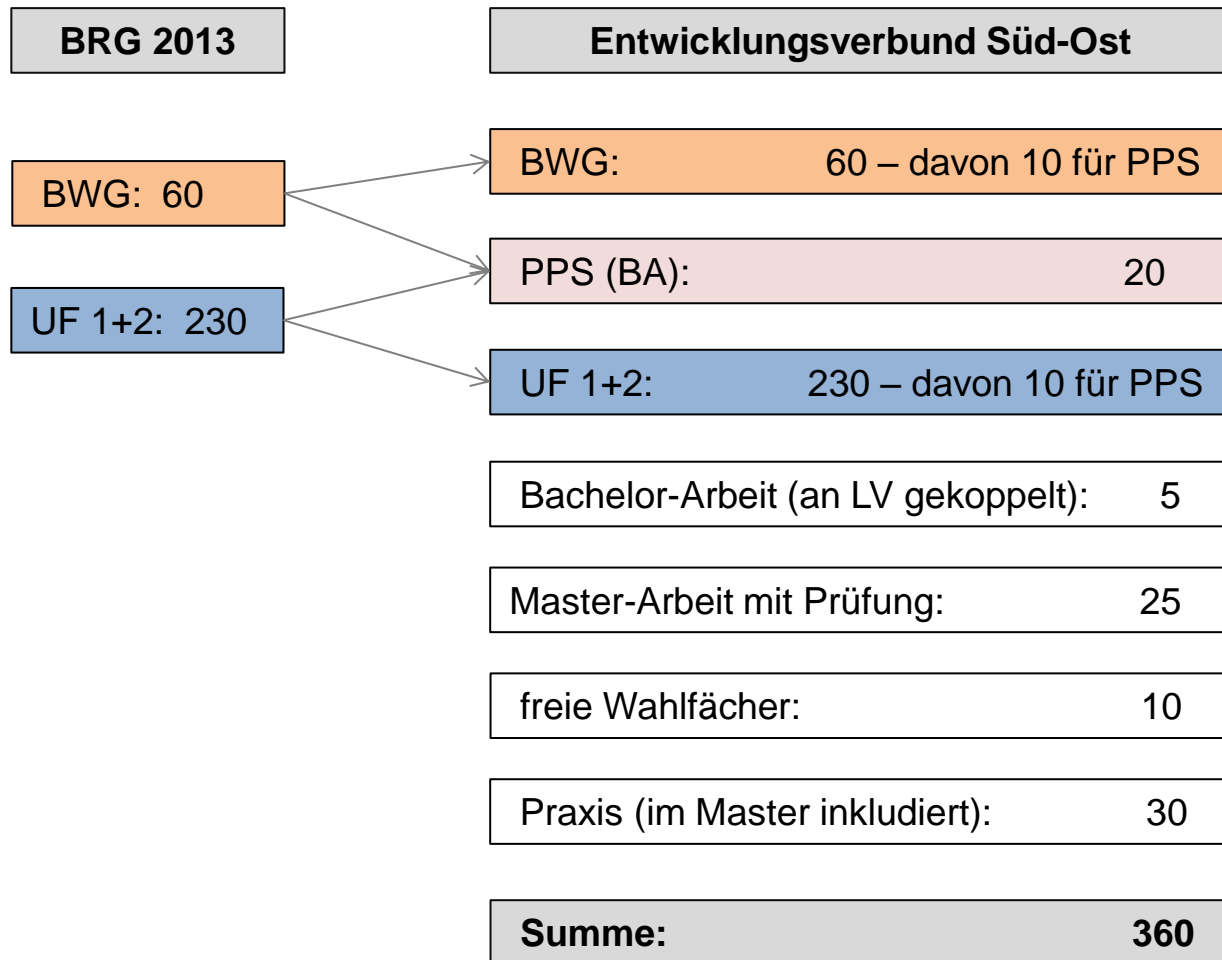 BRG 2013
Entwicklungsverbund Süd-Ost
BWG: 60
UF 1+2: 230
BWG: 60 – davon 10 für PPS
PPS (BA): 20
UF 1+2: 230 – davon 10 für PPS
Bachelor-Arbeit (an LV gekoppelt): 5
Master-Arbeit mit Prüfung: 25
freie Wahlfächer: 10
Praxis (im Master inkludiert): 30
Summe: 360